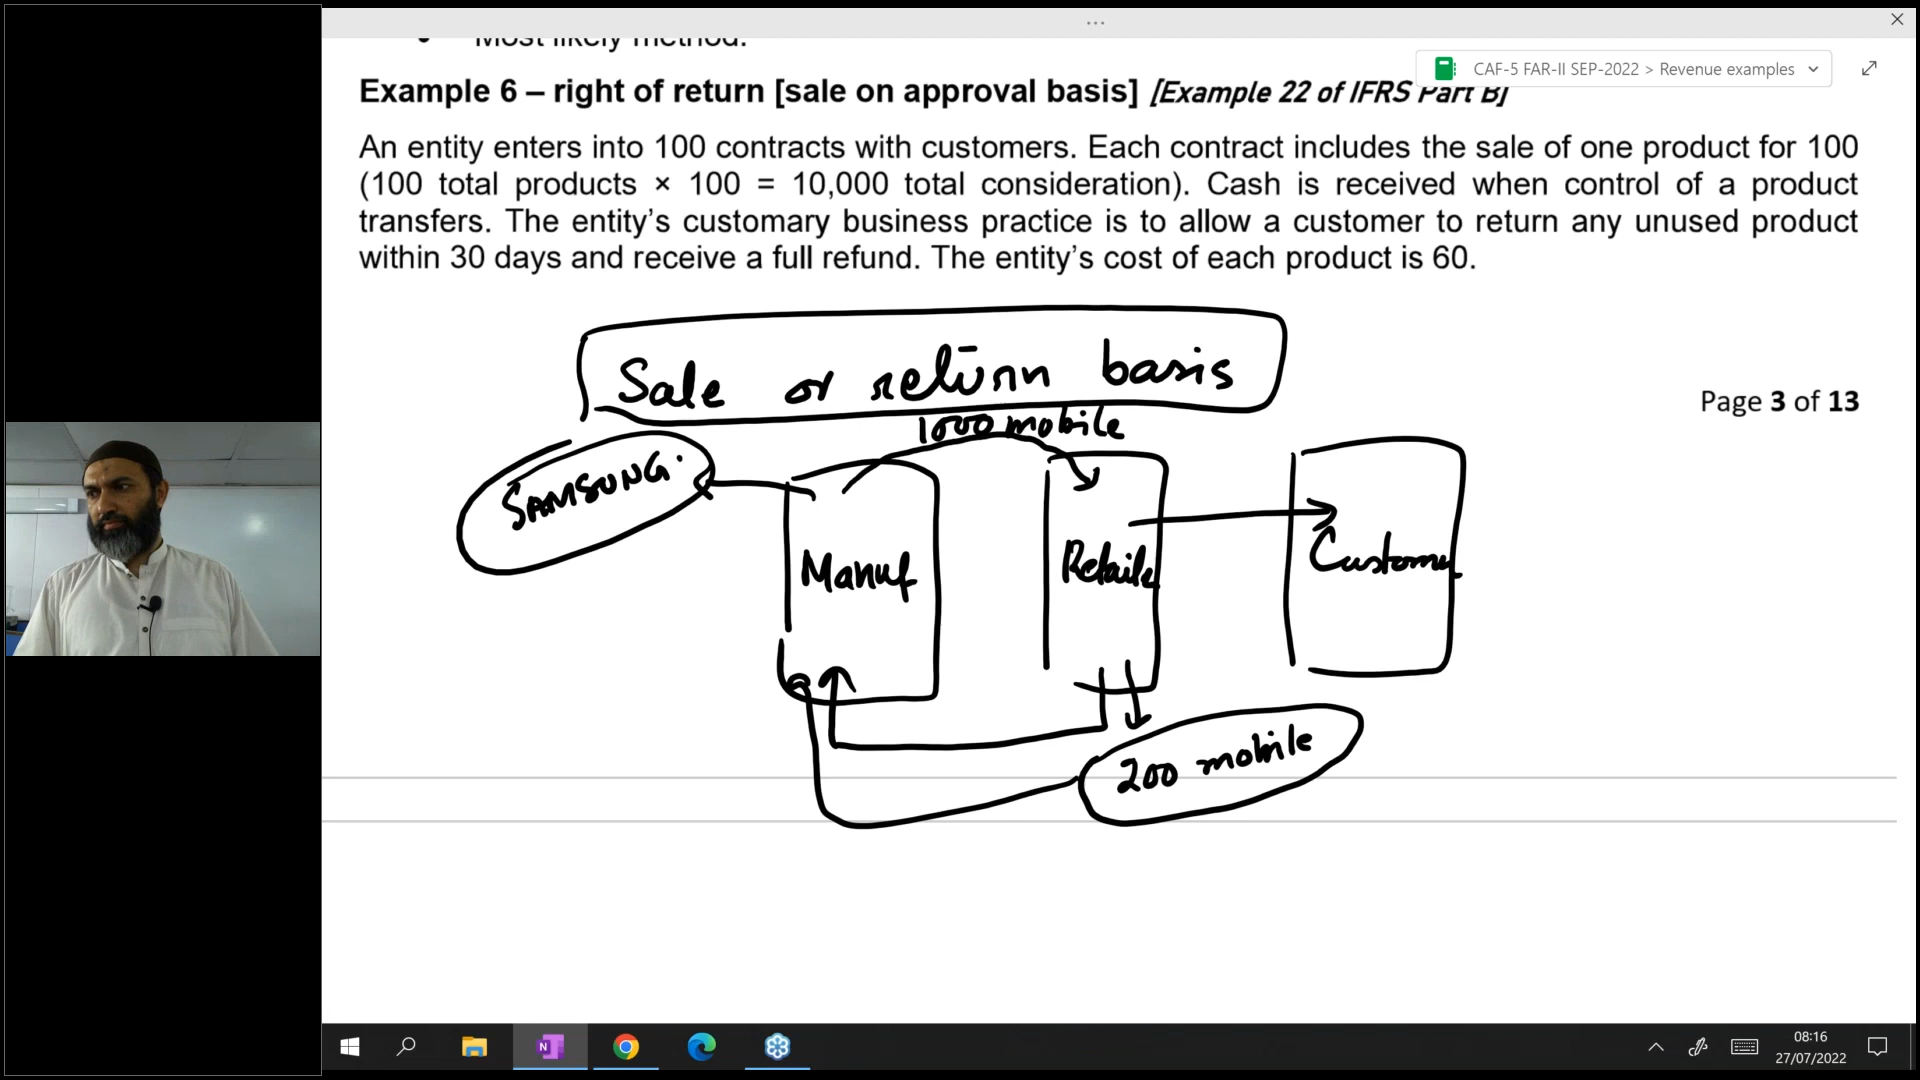 Most likely method.
CAF-5 FAR-II SEP-2022 > Revenue examples
Example 6 – right of return [sale on approval basis] [Example 22 of IFRS Part B]
An entity enters into 100 contracts with customers. Each contract includes the sale of one product for 100
(100 total products × 100 = 10,000 total consideration). Cash is received when control of a product
transfers. The entity’s customary business practice is to allow a customer to return any unused product
within 30 days and receive a full refund. The entity’s cost of each product is 60.
Sale or return basis
Page 3 of 13
1000 mobile
SAMSUNG
Manuf
Retailer
Customer
200 mobile
08:16
27/07/2022